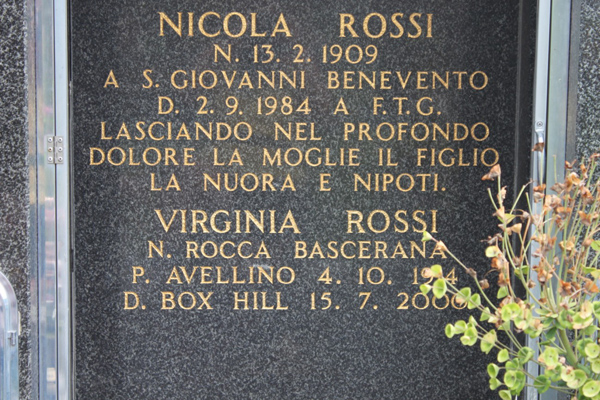 NICOLA ROSSI
N. 13. 2. 1909
A S. GIOVANNI BENEVENTO
D. 2. 9. 1984 A F.T.G.
LASCIANDO NEL PROFONDO
DOLORE LA MOGLIE IL FIGLIO
LA NUORA E NIPOTI.
VIRGINIA ROSSI
N. ROCCA BASCERANA
P. AVELLINO 4. 10.
D. BOX HILL 15. 7.